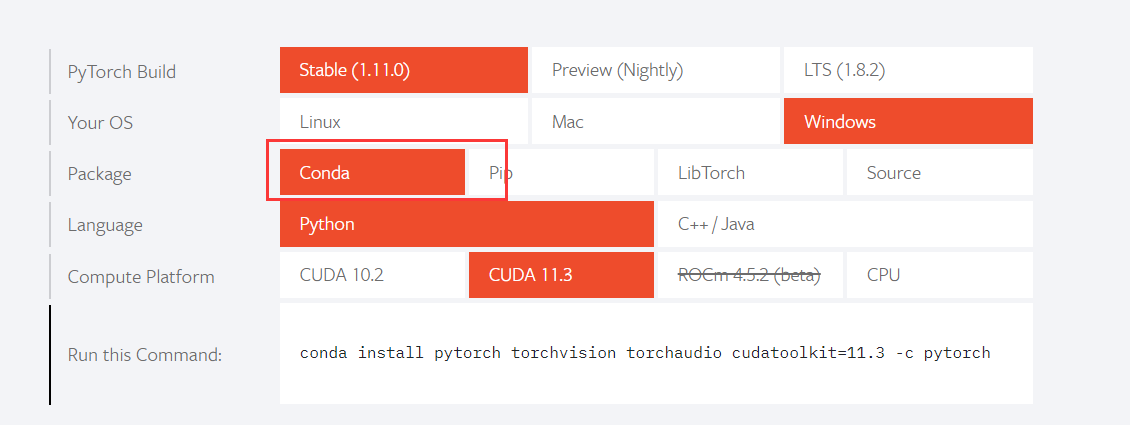 PyTorch Build Stable (1.11.0) Preview (Nightly) LTS (1.8.2)
Your OS Linux Mac Windows
Package Conda Pip LibTorch Source
Language Python C++ / Java
Compute Platform CUDA 10.2 CUDA 11.3 ROCm 4.5.2 (beta) CPU
Run this Command: conda install pytorch torchvision torchaudio cudatoolkit=11.3 -c pytorch